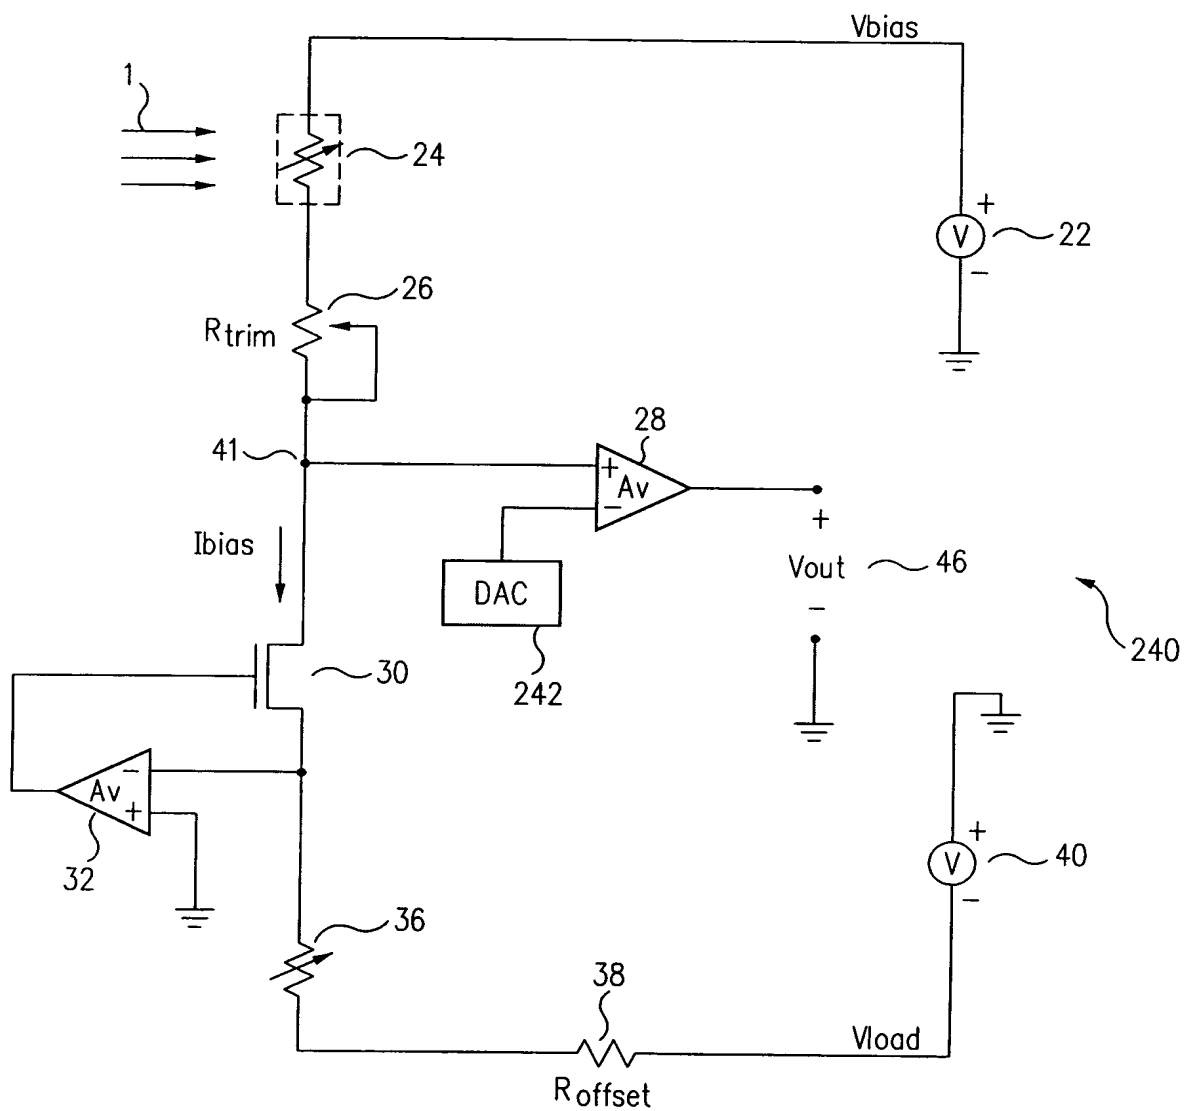 Vbias
1
24
+
V
22
−
26
Rtrim
28
41
+
Av
−
+
Ibias
DAC
Vout
46
−
240
30
242
Av
−
+
32
+
V
40
−
36
38
Vload
Roffset